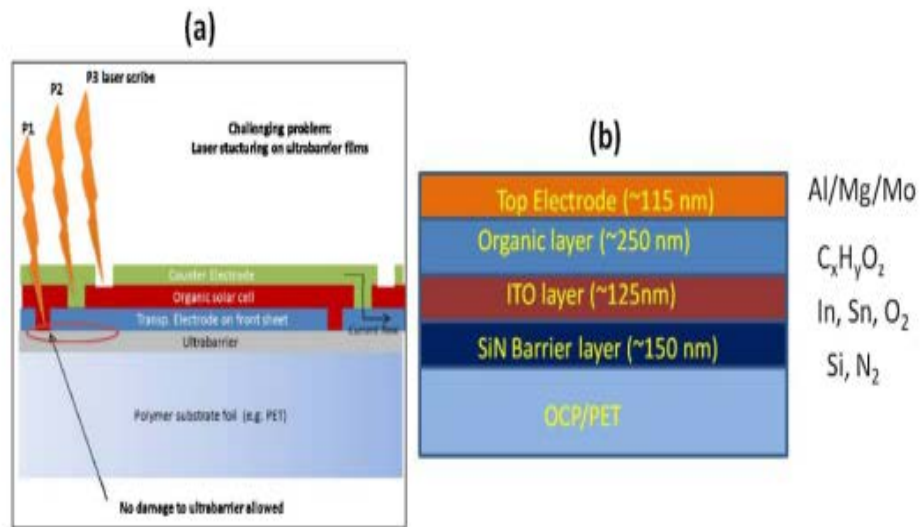 (a)
P3 laser scribe
P2
P1
Challenging problem:
Laser stucturing on ultrabarrier films
Counter Electrode
Organic solar cell
Transp. Electrode on front sheet
Current flow
Ultrabarrier
Polymer substrate foil (e.g. PET)
No damage to ultrabarrier allowed
(b)
Top Electrode (~115 nm)
Organic layer (~250 nm)
ITO layer (~125nm)
SiN Barrier layer (~150 nm)
OCP/PET
Al/Mg/Mo
CₓHᵧO₂
In, Sn, O₂
Si, N₂